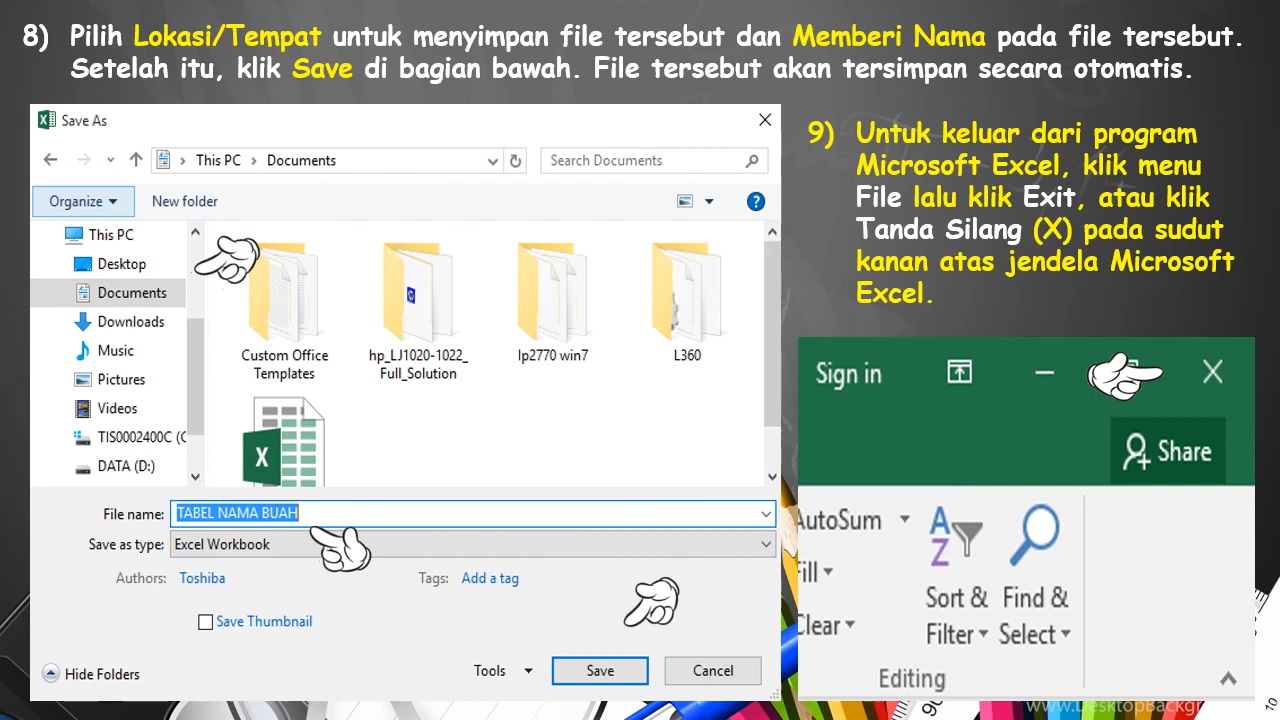 8) Pilih Lokasi/Tempat untuk menyimpan file tersebut dan Memberi Nama pada file tersebut.
Setelah itu, klik Save di bagian bawah. File tersebut akan tersimpan secara otomatis.
Save As
This PC > Documents
Search Documents
Organize
New folder
This PC
Desktop
Documents
Downloads
Music
Pictures
Videos
TIS0002400C (C
DATA (D:)
Custom Office
Templates
hp_LJ1020-1022_
Full_Solution
lp2770 win7
L360
File name: TABEL NAMA BUAH
Save as type: Excel Workbook
Authors: Toshiba
Tags: Add a tag
Save Thumbnail
Hide Folders
Tools
Save
Cancel
9) Untuk keluar dari program
Microsoft Excel, klik menu
File lalu klik Exit, atau klik
Tanda Silang (X) pada sudut
kanan atas jendela Microsoft
Excel.
Sign in
Share
AutoSum
Fill
Clear
Sort &
Filter
Find &
Select
Editing
www.DesktopBackgr
90
10